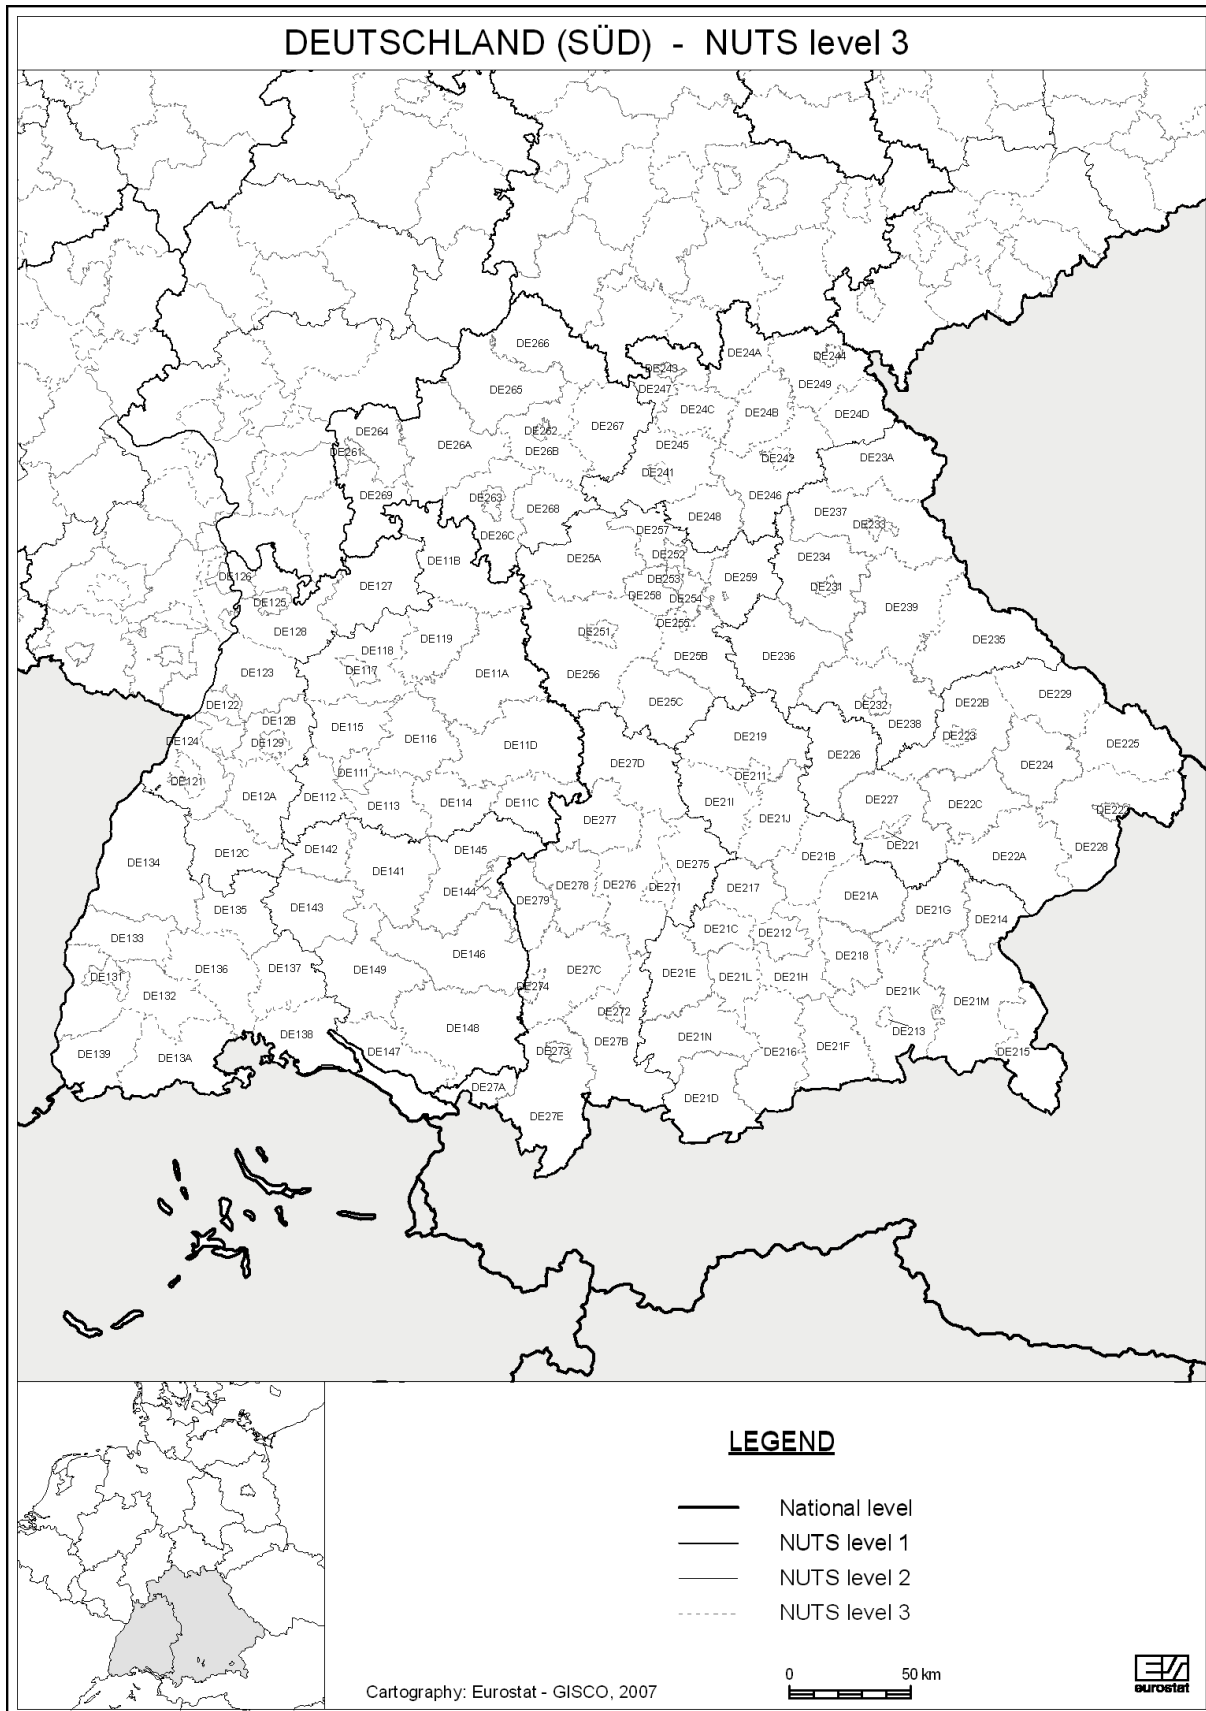 DEUTSCHLAND (SÜD) - NUTS level 3
DE266
DE24A
DE244
DE243
DE265
DE247
DE249
DE24C
DE24B
DE24D
DE264
DE262
DE267
DE261
DE26A
DE26B
DE245
DE242
DE23A
DE241
DE269
DE263
DE268
DE246
DE248
DE237
DE233
DE26C
DE257
DE11B
DE25A
DE252
DE234
DE126
DE127
DE253
DE259
DE231
DE125
DE258
DE254
DE239
DE128
DE119
DE251
DE255
DE235
DE118
DE25B
DE236
DE123
DE117
DE11A
DE256
DE229
DE122
DE25C
DE232
DE22B
DE12B
DE115
DE238
DE124
DE129
DE116
DE11D
DE219
DE223
DE225
DE226
DE27D
DE224
DE121
DE111
DE211
DE12A
DE112
DE113
DE114
DE11C
DE21I
DE227
DE22C
DE222
DE277
DE21J
DE134
DE12C
DE142
DE145
DE221
DE228
DE21B
DE22A
DE141
DE275
DE144
DE278
DE276
DE271
DE217
DE279
DE21A
DE135
DE143
DE21G
DE214
DE133
DE21C
DE212
DE146
DE218
DE131
DE136
DE137
DE149
DE27C
DE21E
DE21L
DE21H
DE274
DE132
DE21K
DE21M
DE272
DE138
DE148
DE213
DE139
DE13A
DE147
DE273
DE27B
DE21N
DE216
DE21F
DE215
DE27A
DE21D
DE27E
LEGEND
National level
NUTS level 1
NUTS level 2
NUTS level 3
0 50 km
Cartography: Eurostat - GISCO, 2007
eurostat